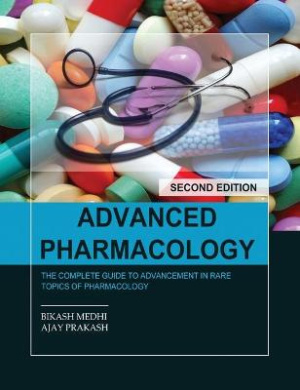 SECOND EDITION
ADVANCED
PHARMACOLOGY
THE COMPLETE GUIDE TO ADVANCEMENT IN RARE
TOPICS OF PHARMACOLOGY
BIKASH MEDHI
AJAY PRAKASH